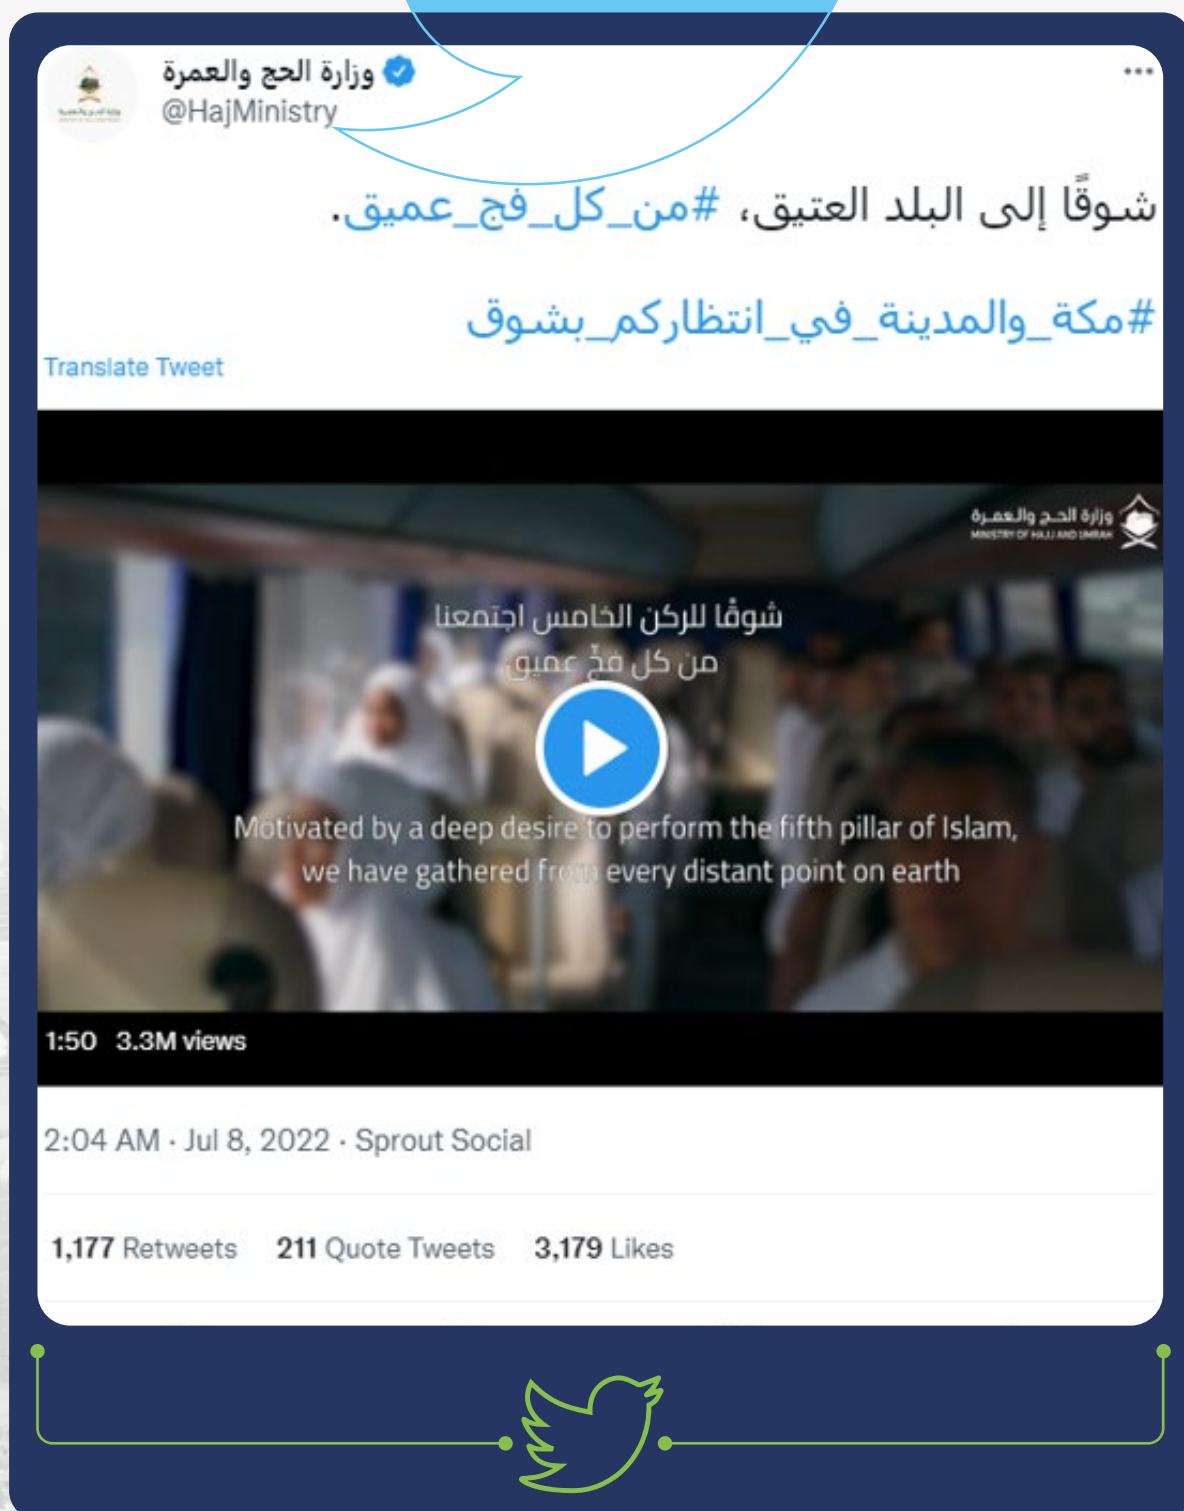 وزارة الحج والعمرة
@HajMinistry
شوقًا إلى البلد العتيق، #من_كل_فج_عميق.
#مكة_والمدينة_في_انتظاركم_بشوق
Translate Tweet
وزارة الحـج والـعمـرة
MINISTRY OF HAJJ AND UMRAH
شوقًا للركن الخامس اجتمعنا
من كل فجّ عميق
Motivated by a deep desire to perform the fifth pillar of Islam,
we have gathered from every distant point on earth
1:50 3.3M views
2:04 AM · Jul 8, 2022 · Sprout Social
1,177 Retweets 211 Quote Tweets 3,179 Likes